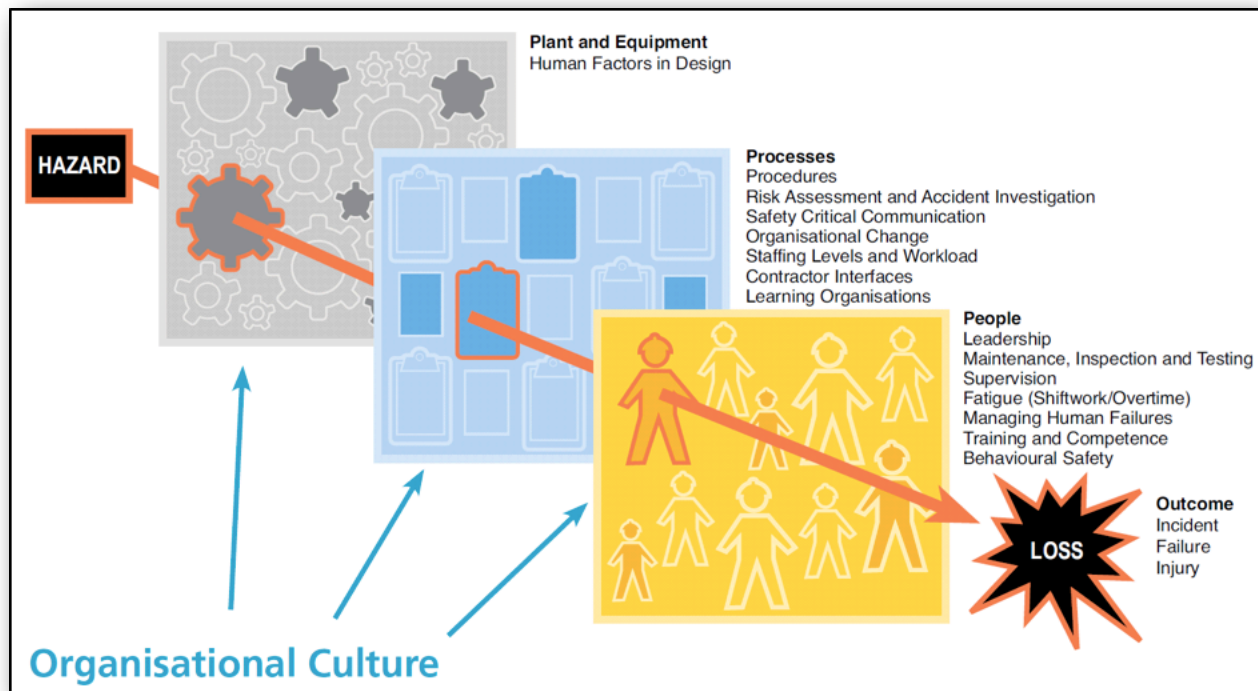 Plant and Equipment
Human Factors in Design
HAZARD
Processes
Procedures
Risk Assessment and Accident Investigation
Safety Critical Communication
Organisational Change
Staffing Levels and Workload
Contractor Interfaces
Learning Organisations
People
Leadership
Maintenance, Inspection and Testing
Supervision
Fatigue (Shiftwork/Overtime)
Managing Human Failures
Training and Competence
Behavioural Safety
Outcome
Incident
Failure
Injury
LOSS
Organisational Culture